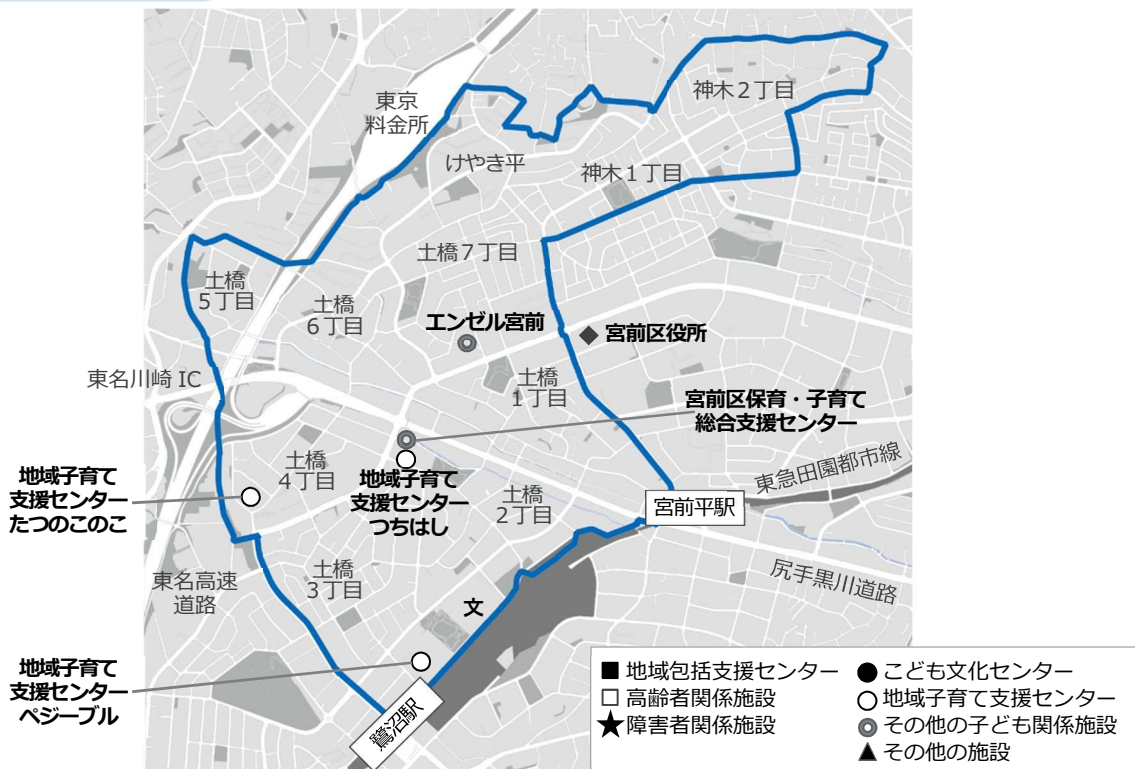 神木２丁目
東京
料金所
けやき平
神木１丁目
土橋７丁目
土橋
５丁目
土橋
６丁目
エンゼル宮前
宮前区役所
東名川崎 IC
土橋
１丁目
宮前区保育・子育て
総合支援センター
地域子育て
支援センター
たつのこのこ
土橋
４丁目
地域子育て
支援センター
つちはし
土橋
２丁目
宮前平駅
東急田園都市線
尻手黒川道路
東名高速
道路
土橋
３丁目
文
地域子育て
支援センター
ベジーブル
鷺沼駅
■ 地域包括支援センター
□ 高齢者関係施設
★ 障害者関係施設
● こども文化センター
○ 地域子育て支援センター
◎ その他の子ども関係施設
▲ その他の施設